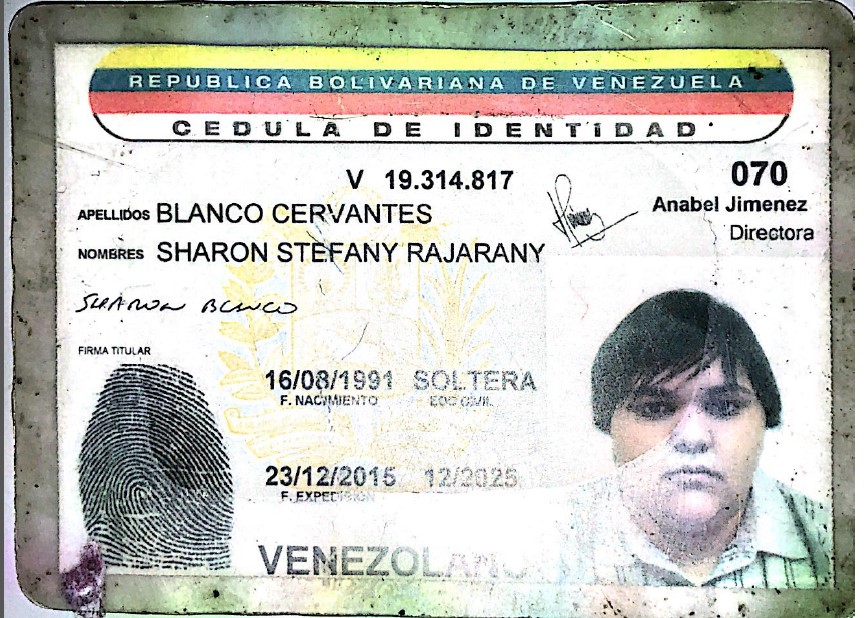 REPUBLICA BOLIVARIANA DE VENEZUELA
CEDULA DE IDENTIDAD
V 19.314.817
070
Anabel Jimenez
Directora
APELLIDOS BLANCO CERVANTES
NOMBRES SHARON STEFANY RAJARANY
SHARON BLANCO
FIRMA TITULAR
16/08/1991 SOLTERA
F. NACIMIENTO EDO CIVIL
23/12/2015 12/2025
F. EXPEDICION
VENEZOLANO